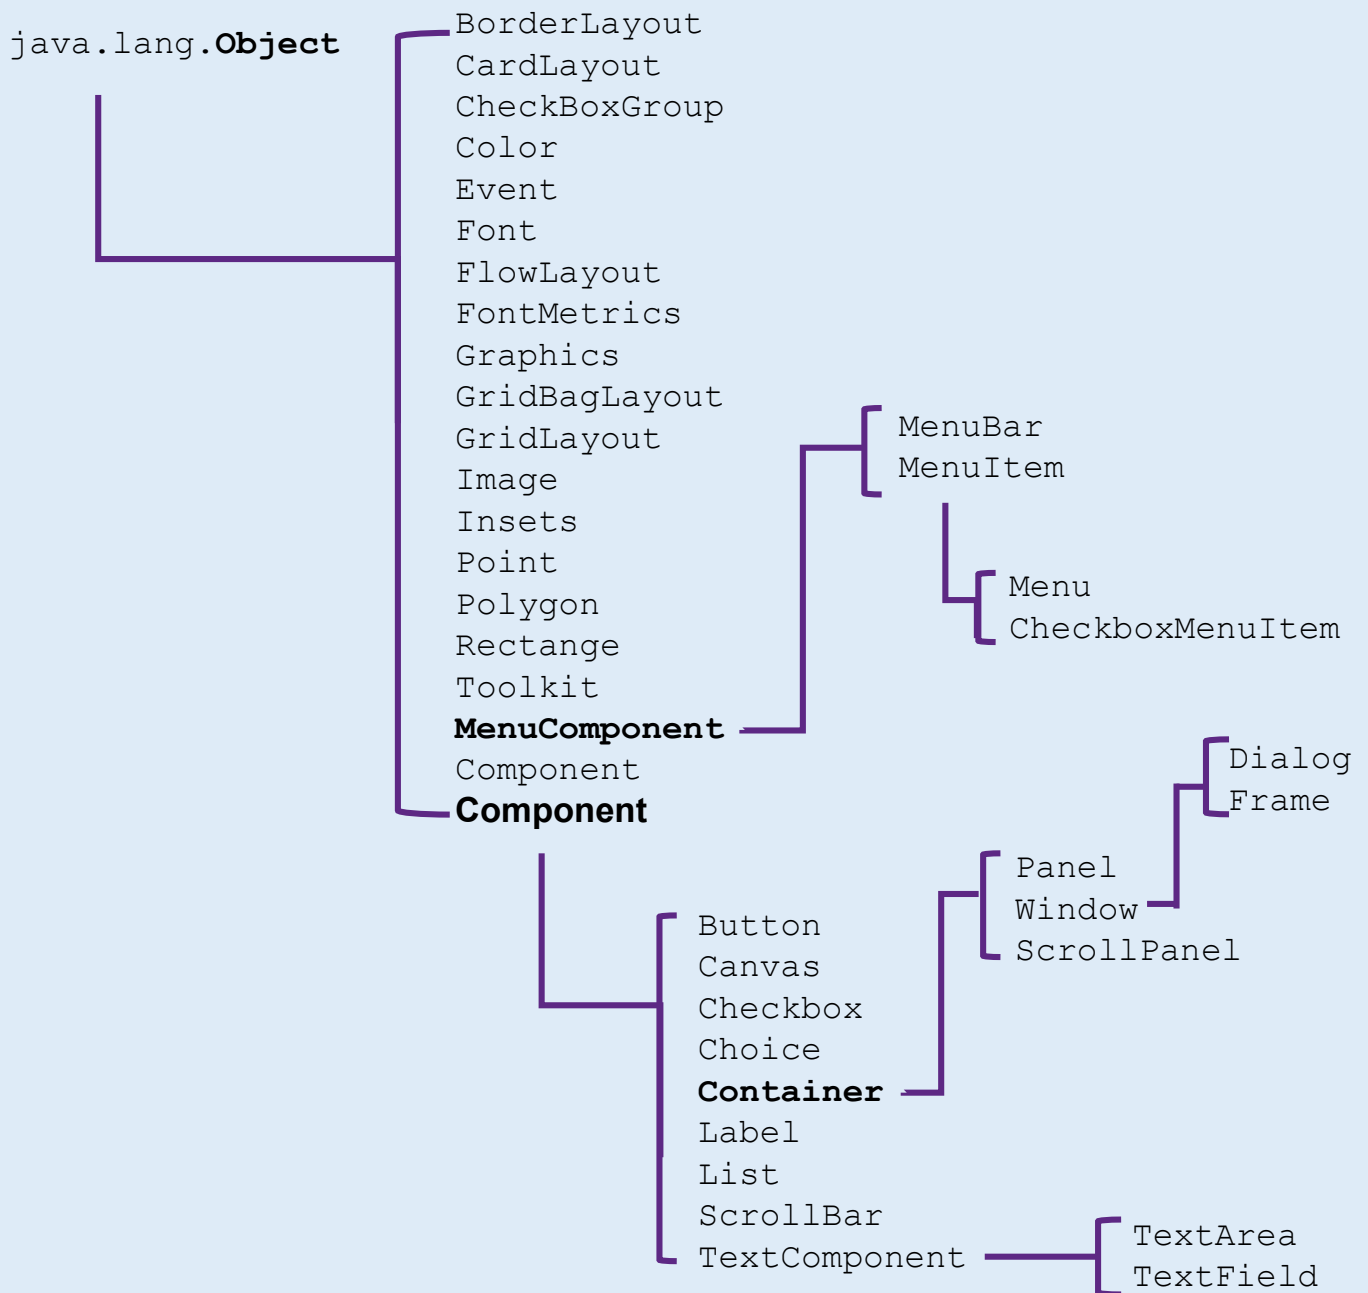 java.lang.Object
BorderLayout
CardLayout
CheckBoxGroup
Color
Event
Font
FlowLayout
FontMetrics
Graphics
GridBagLayout
GridLayout
Image
Insets
Point
Polygon
Rectange
Toolkit
MenuComponent
Component
Component
MenuBar
MenuItem
Menu
CheckboxMenuItem
Button
Canvas
Checkbox
Choice
Container
Label
List
ScrollBar
TextComponent
Panel
Window
ScrollPanel
Dialog
Frame
TextArea
TextField